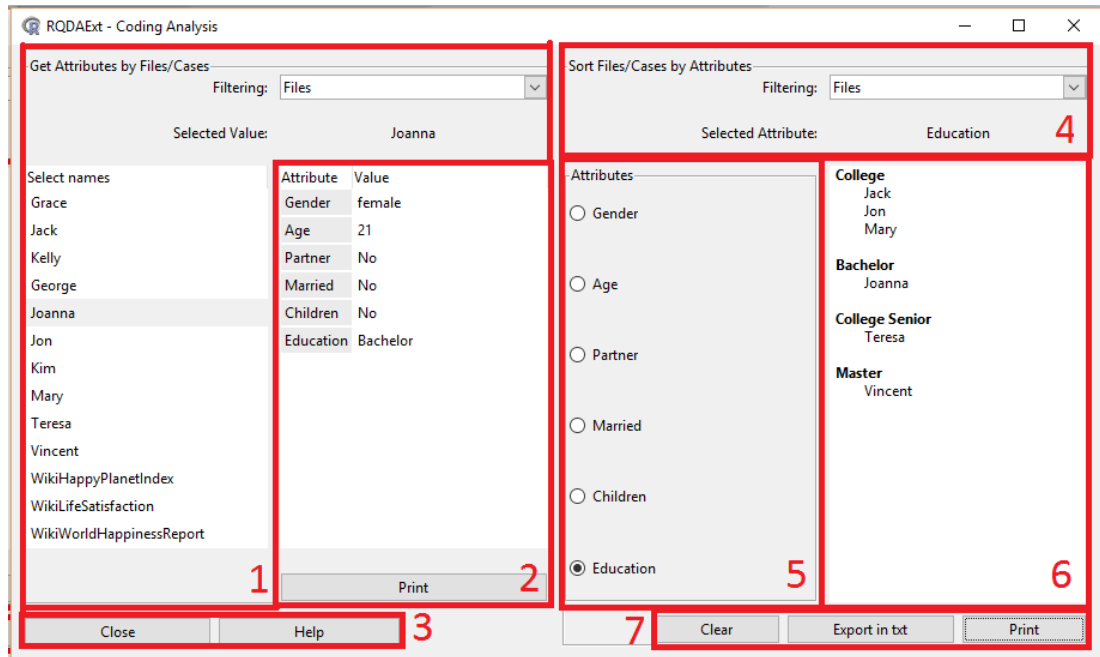 RQDAExt - Coding Analysis
Get Attributes by Files/Cases
Filtering: Files
Selected Value: Joanna
Select names
Grace
Jack
Kelly
George
Joanna
Jon
Kim
Mary
Teresa
Vincent
WikiHappyPlanetIndex
WikiLifeSatisfaction
WikiWorldHappinessReport
1
Attribute Value
Gender female
Age 21
Partner No
Married No
Children No
Education Bachelor
Print
2
Close Help
3
Sort Files/Cases by Attributes
Filtering: Files
Selected Attribute: Education
4
Attributes
Gender
Age
Partner
Married
Children
Education
5
College
Jack
Jon
Mary
Bachelor
Joanna
College Senior
Teresa
Master
Vincent
6
7
Clear Export in txt Print